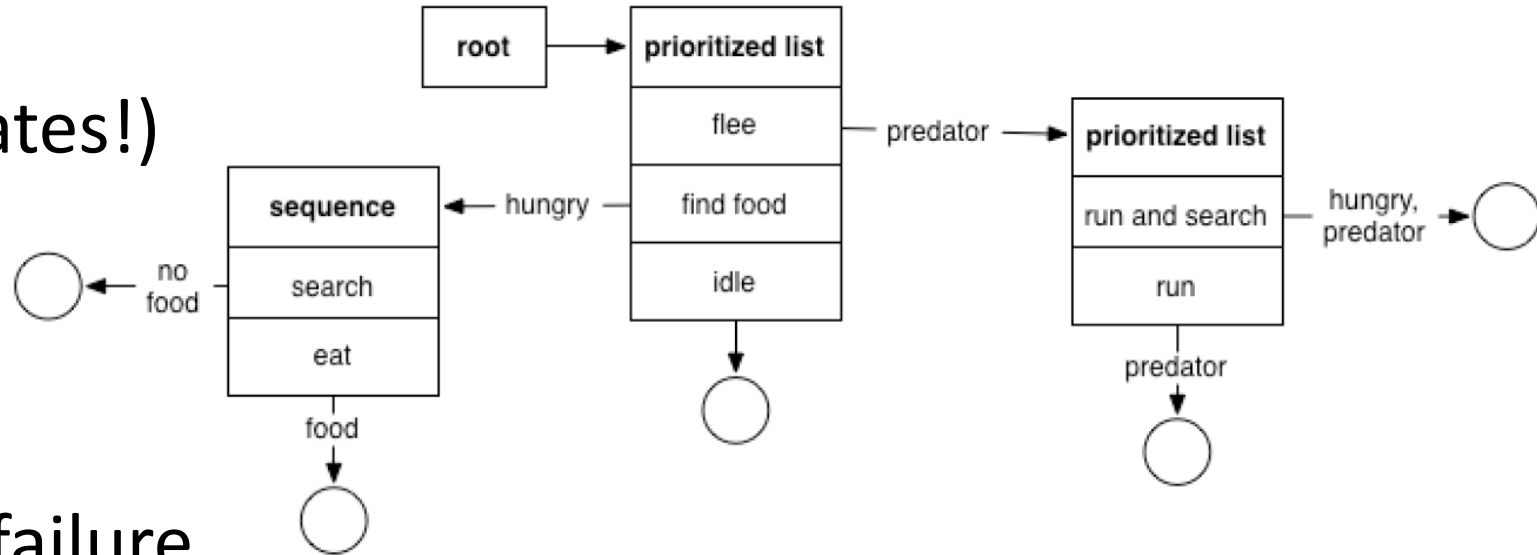 root
prioritized list
flee
predator
prioritized list
ates!)
sequence
hungry
find food
run and search
hungry,
predator
no
food
search
idle
run
eat
predator
food
failure